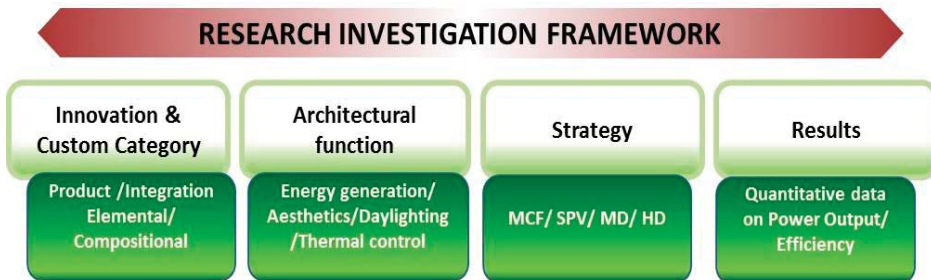 RESEARCH INVESTIGATION FRAMEWORK
Innovation &
Custom Category
Product /Integration
Elemental/
Compositional
Architectural
function
Energy generation/
Aesthetics/Daylighting
/Thermal control
Strategy
MCF/ SPV/ MD/ HD
Results
Quantitative data
on Power Output/
Efficiency